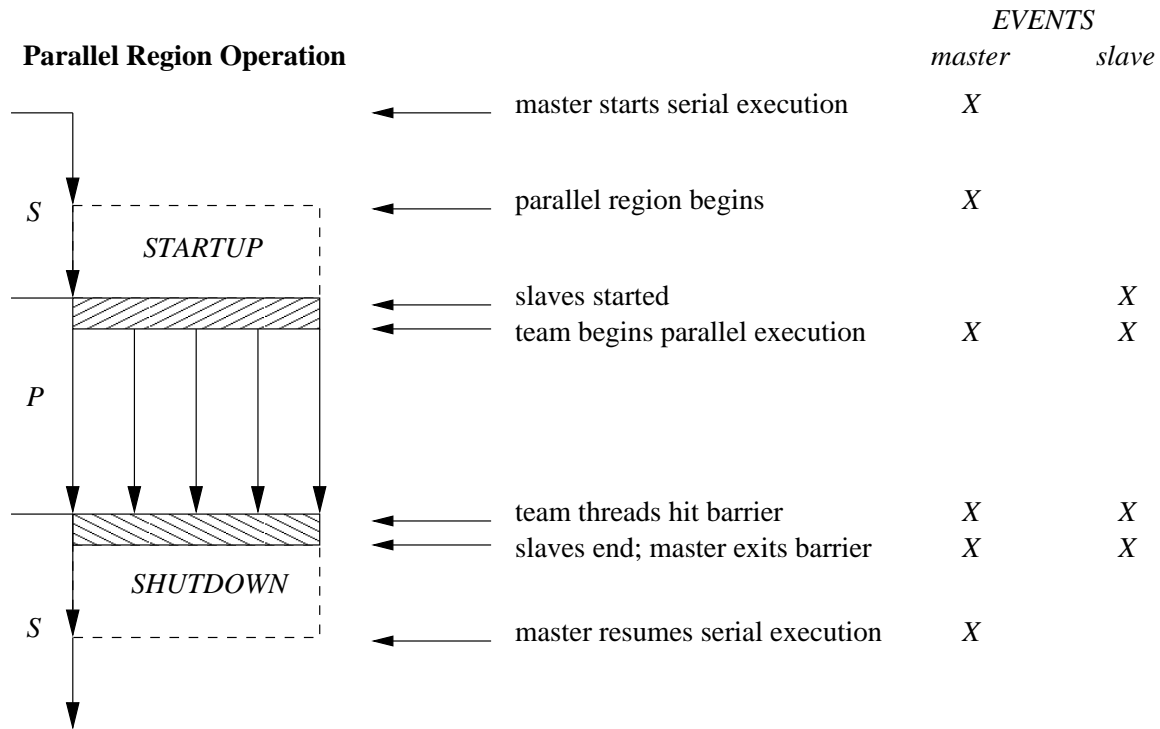 EVENTS
Parallel Region Operation master slave
master starts serial execution X
S parallel region begins X
STARTUP
slaves started X
team begins parallel execution X X
P
team threads hit barrier X X
slaves end; master exits barrier X X
SHUTDOWN
S master resumes serial execution X